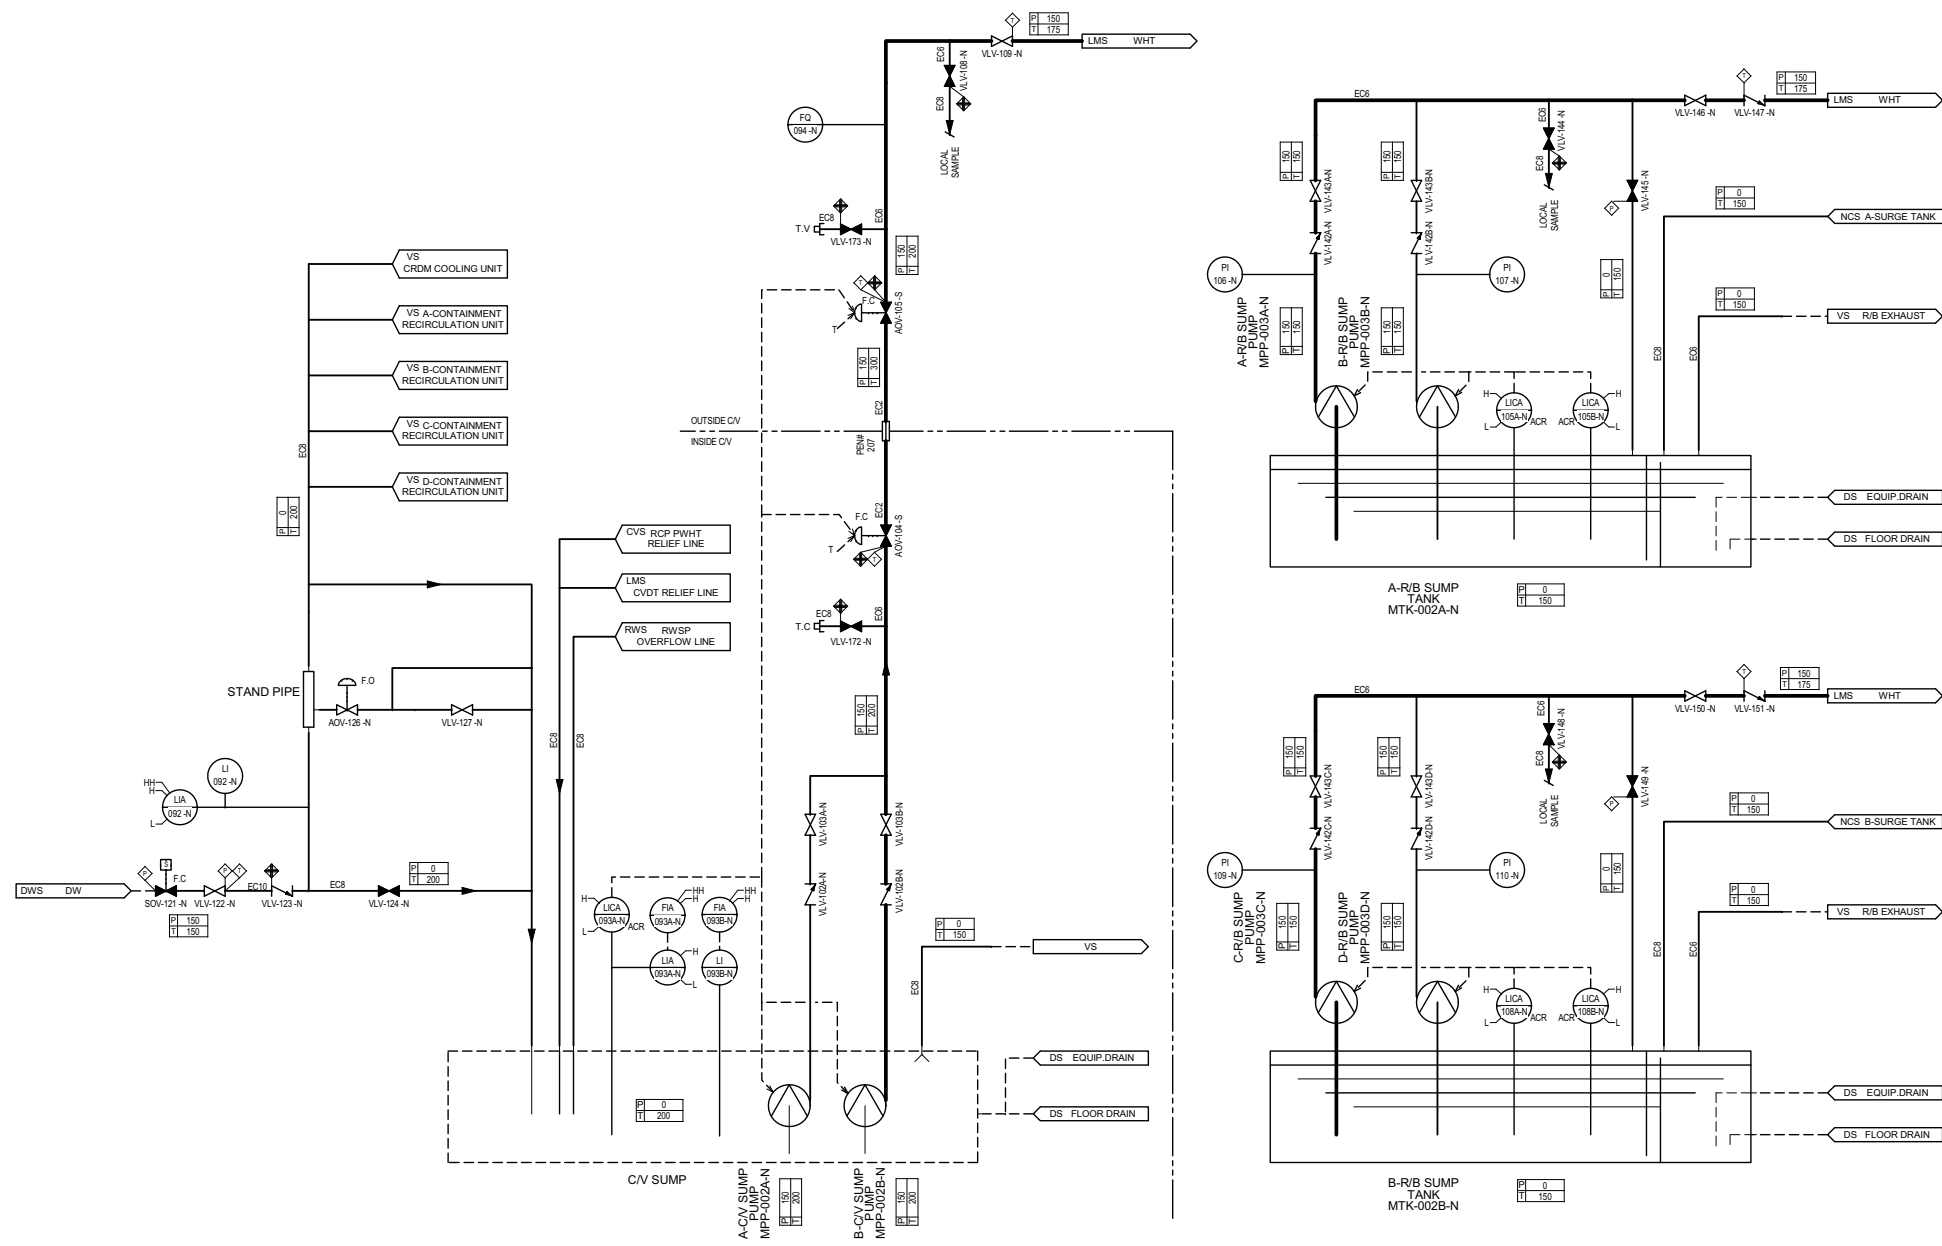 P 150
T 175
LMS WHT
VLV-109 -N
EC6
VLV-108 -N
EC8
LOCAL
SAMPLE
FQ
094 -N
T.V
EC8
VLV-173 -N
EC6
P 150
T 200
T
F.C
T
AOV-105 -S
P 150
T 300
EC2
OUTSIDE C/V
INSIDE C/V
PEN#
207
EC2
F.C
T
T
AOV-104 -S
T.C
EC8
VLV-172 -N
EC6
P 150
T 200
VLV-103A-N
VLV-103B-N
VLV-102A-N
VLV-102B-N
VS
CRDM COOLING UNIT
VS A-CONTAINMENT
RECIRCULATION UNIT
VS B-CONTAINMENT
RECIRCULATION UNIT
VS C-CONTAINMENT
RECIRCULATION UNIT
VS D-CONTAINMENT
RECIRCULATION UNIT
EC8
P 0
T 200
CVS RCP PWHT
RELIEF LINE
LMS
CVDT RELIEF LINE
RWS RWSP
OVERFLOW LINE
EC8
EC8
STAND PIPE
F.O
AOV-126 -N
VLV-127 -N
LI
092 -N
HH
H
LIA
092 -N
L
DWS DW
P
S
F.C
SOV-121 -N
P
T
VLV-122 -N
EC10
VLV-123 -N
EC8
VLV-124 -N
P 0
T 200
P 150
T 150
H
LICA
093A-N
L
ACR
HH
H
FIA
093A-N
HH
H
FIA
093B-N
H
LIA
093A-N
L
LI
093B-N
P 0
T 150
VS
EC8
DS EQUIP.DRAIN
DS FLOOR DRAIN
P 0
T 200
C/V SUMP
A-C/V SUMP
PUMP
MPP-002A-N
P 150
T 200
B-C/V SUMP
PUMP
MPP-002B-N
P 150
T 200
EC6
T
P 150
T 175
LMS WHT
VLV-146 -N
VLV-147 -N
EC6
VLV-144 -N
EC8
LOCAL
SAMPLE
VLV-145 -N
P
P 150
T 150
VLV-143A-N
VLV-142A-N
P 150
T 150
VLV-143B-N
VLV-142B-N
PI
106 -N
PI
107 -N
A-R/B SUMP
PUMP
MPP-003A-N
P 150
T 150
B-R/B SUMP
PUMP
MPP-003B-N
P 150
T 150
P 0
T 150
P 0
T 150
NCS A-SURGE TANK
P 0
T 150
VS R/B EXHAUST
EC8
EC6
H
LICA
105A-N
L
ACR
H
LICA
105B-N
L
ACR
DS EQUIP.DRAIN
DS FLOOR DRAIN
A-R/B SUMP
TANK
MTK-002A-N
P 0
T 150
EC6
T
P 150
T 175
LMS WHT
VLV-150 -N
VLV-151 -N
EC6
VLV-148 -N
EC8
LOCAL
SAMPLE
VLV-149 -N
P
P 150
T 150
VLV-143C-N
VLV-142C-N
P 150
T 150
VLV-143D-N
VLV-142D-N
PI
109 -N
PI
110 -N
C-R/B SUMP
PUMP
MPP-003C-N
P 150
T 150
D-R/B SUMP
PUMP
MPP-003D-N
P 150
T 150
P 0
T 150
P 0
T 150
NCS B-SURGE TANK
P 0
T 150
VS R/B EXHAUST
EC8
EC6
H
LICA
108A-N
L
ACR
H
LICA
108B-N
L
ACR
DS EQUIP.DRAIN
DS FLOOR DRAIN
B-R/B SUMP
TANK
MTK-002B-N
P 0
T 150